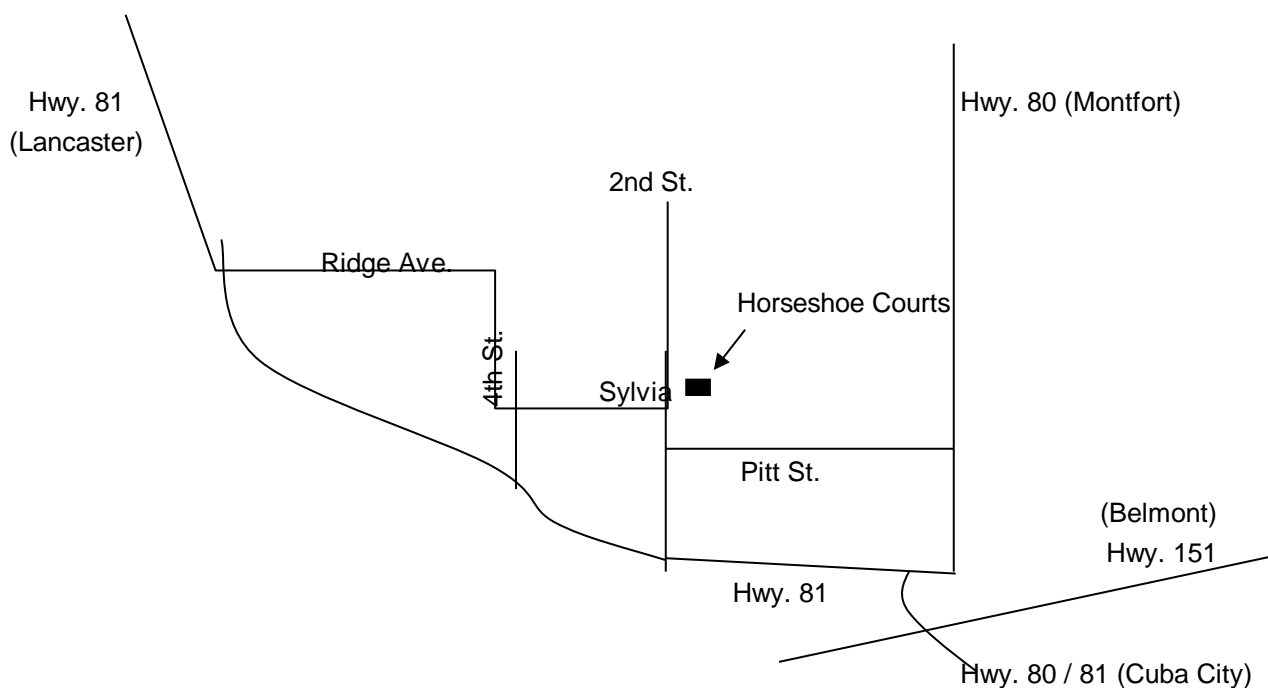 Hwy. 81
(Lancaster)
Hwy. 80 (Montfort)
2nd St.
Ridge Ave.
Horseshoe Courts
4th St.
Sylvia
Pitt St.
(Belmont)
Hwy. 151
Hwy. 81
Hwy. 80 / 81 (Cuba City)